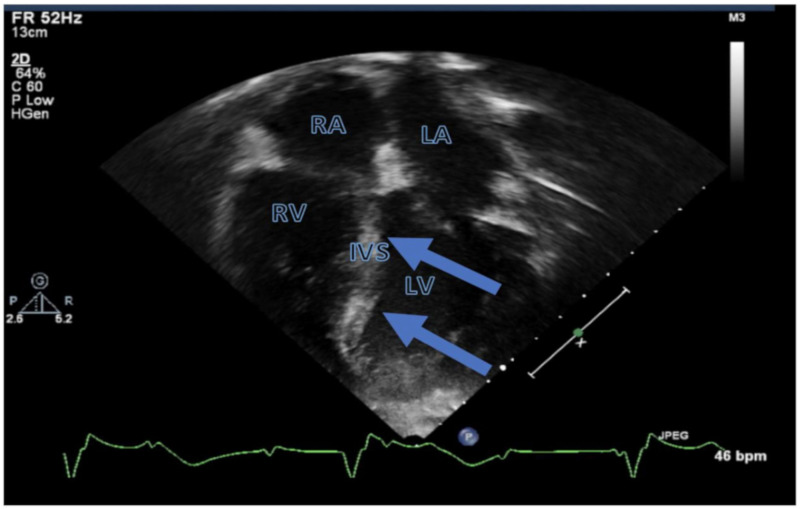 FR 52Hz
13cm
2D
64%
C 60
P Low
HGen
M3
RA
LA
RV
IVS
LV
G
P R
2.6 5.2
X
P
JPEG
46 bpm